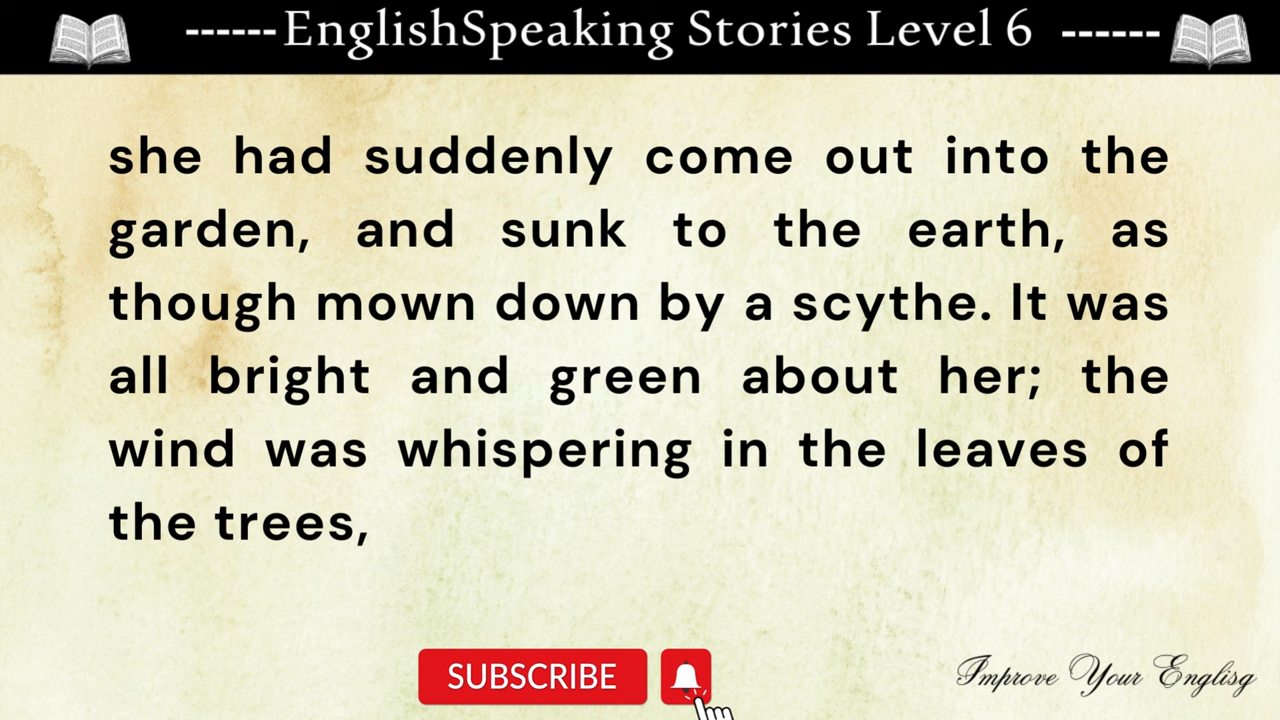 ------EnglishSpeaking Stories Level 6 ------
she had suddenly come out into the
garden, and sunk to the earth, as
though mown down by a scythe. It was
all bright and green about her; the
wind was whispering in the leaves of
the trees,
SUBSCRIBE
Improve Your Englisg